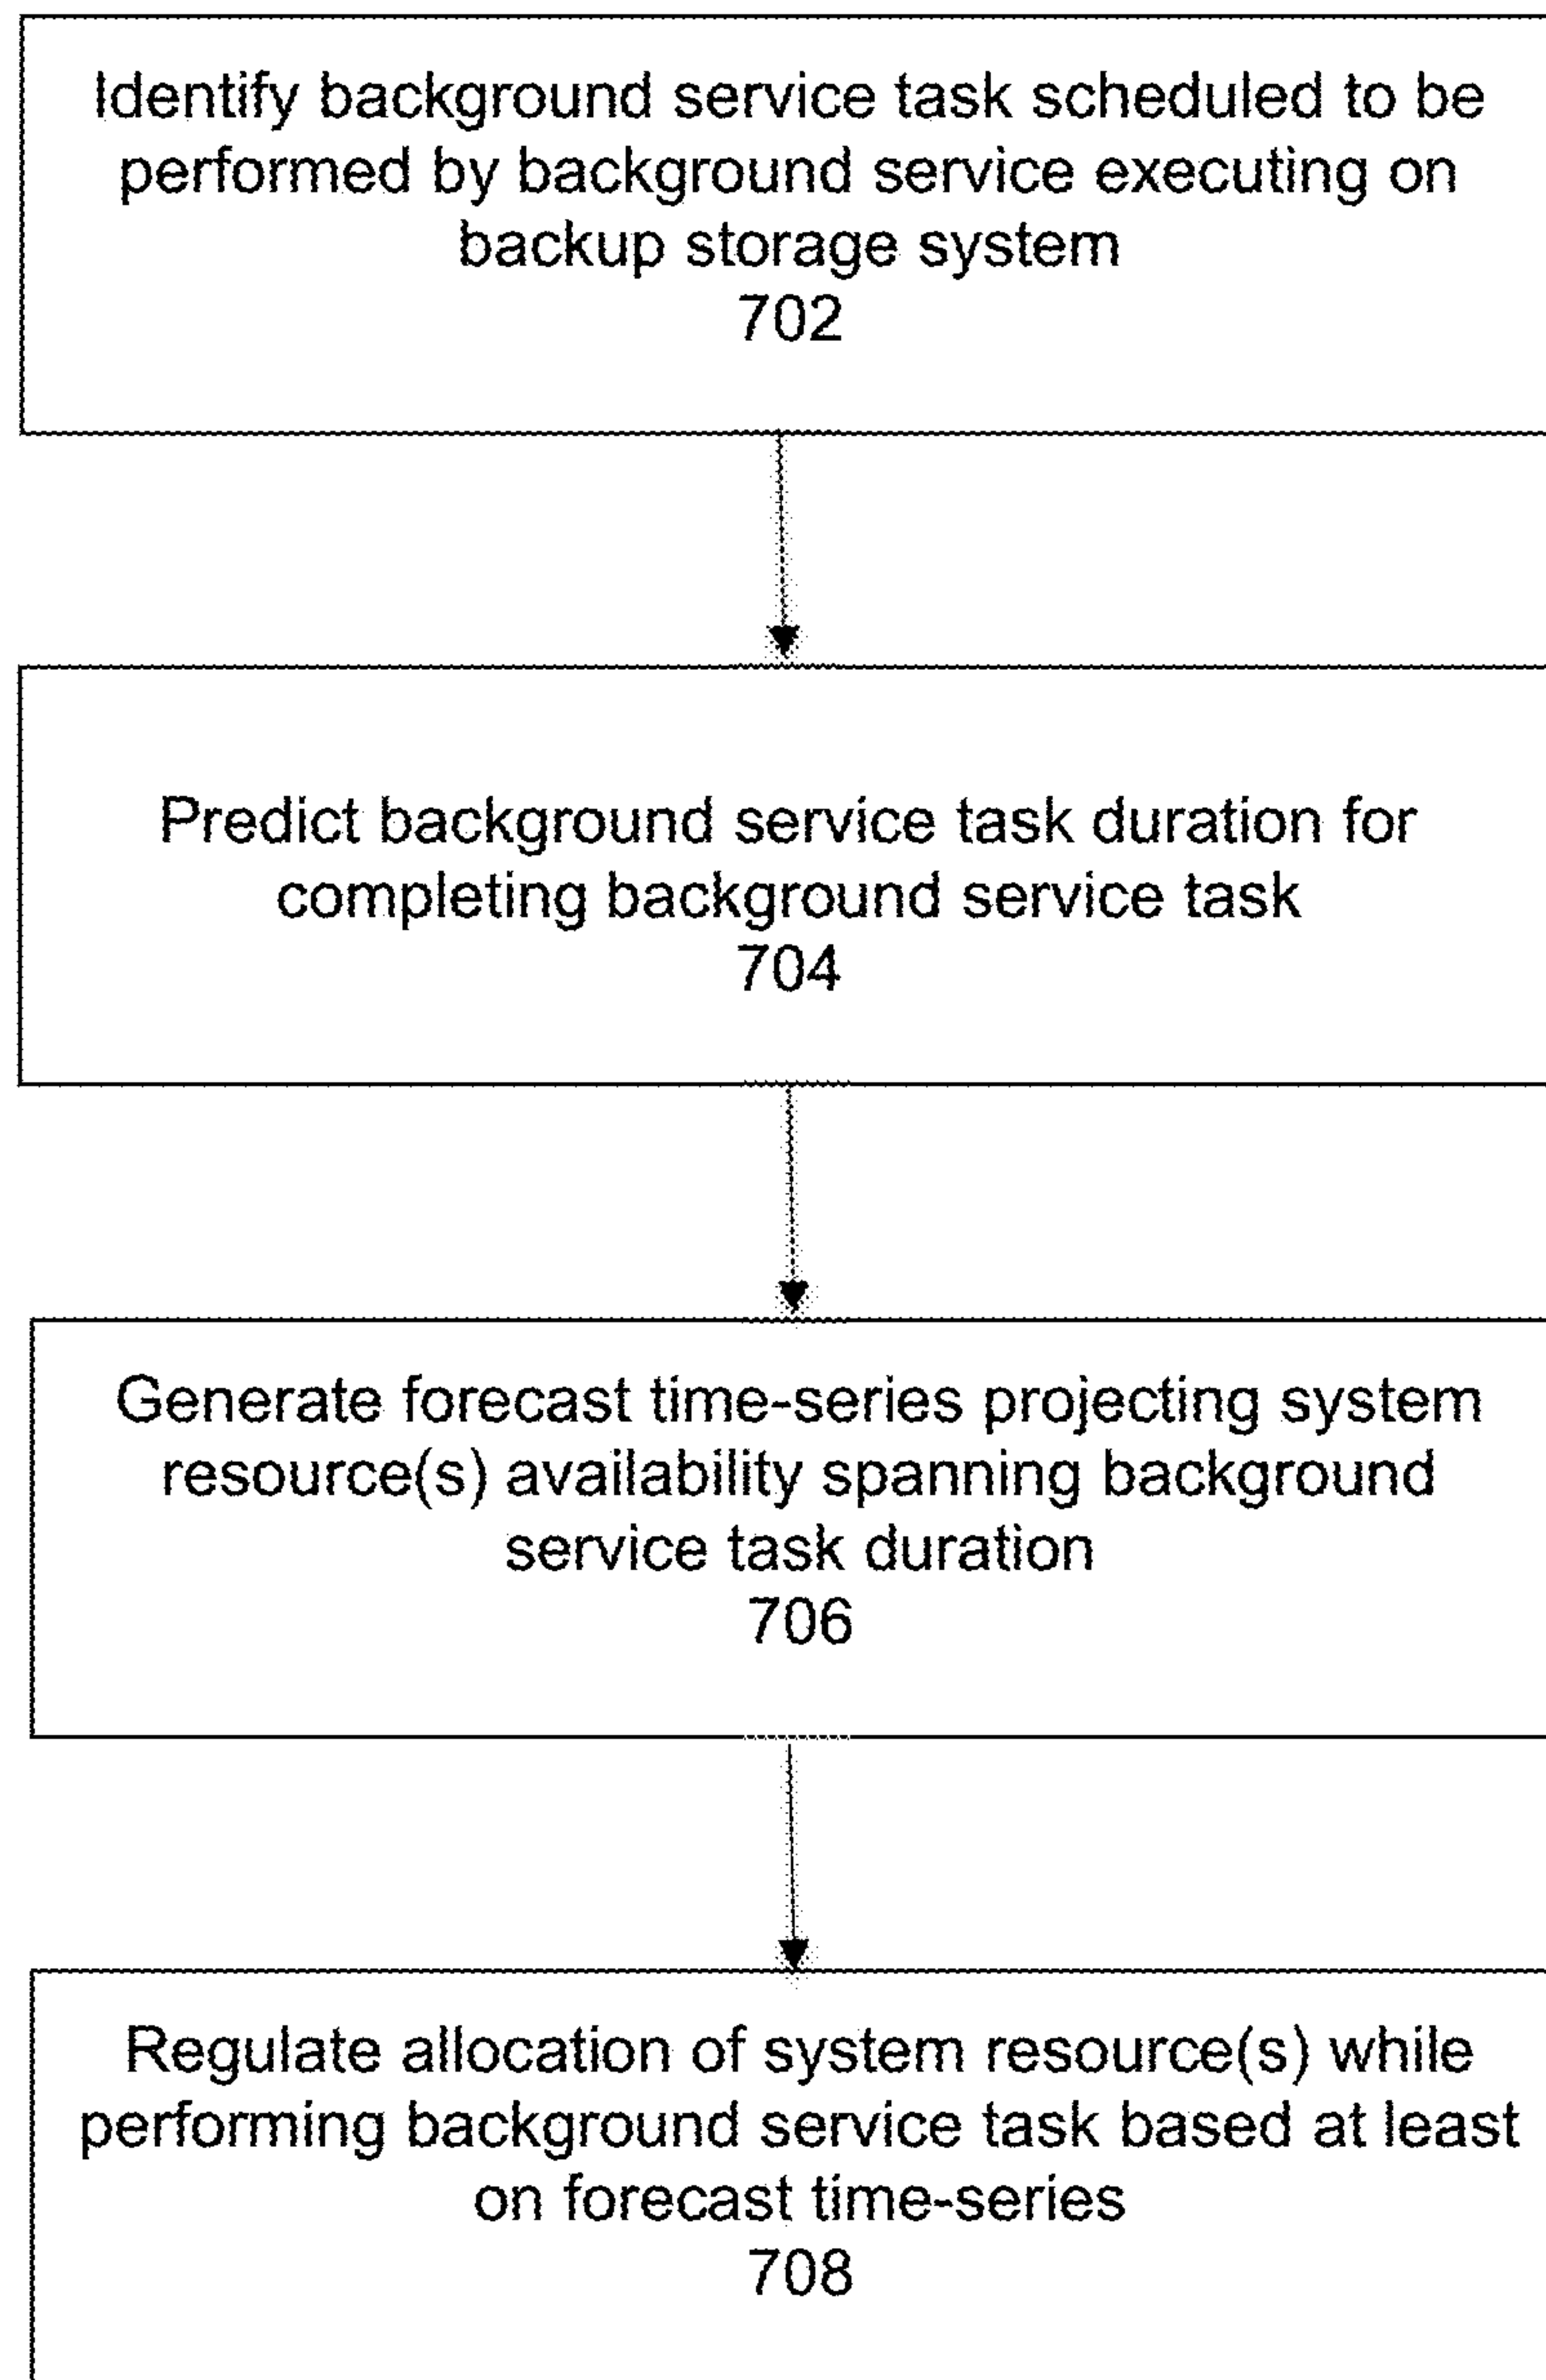 Identify background service task scheduled to be
performed by background service executing on
backup storage system
702
Predict background service task duration for
completing background service task
704
Generate forecast time-series projecting system
resource(s) availability spanning background
service task duration
706
Regulate allocation of system resource(s) while
performing background service task based at least
on forecast time-series
708